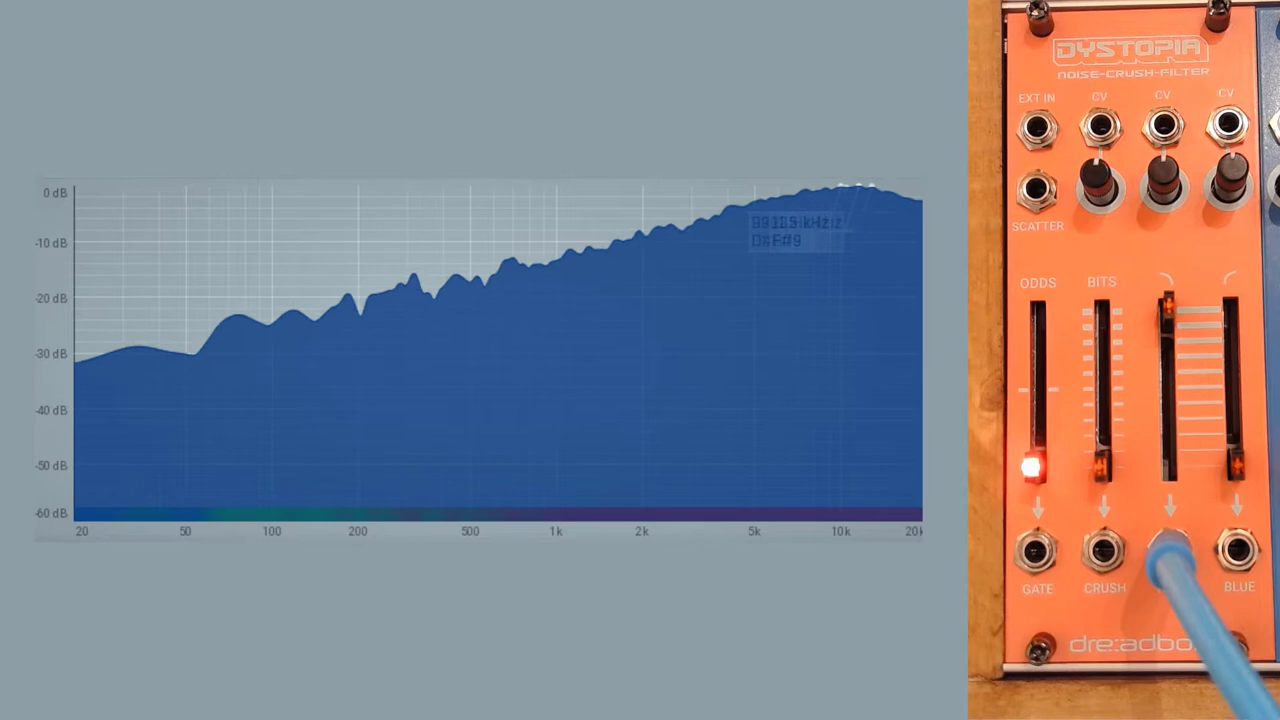 0 dB
-10 dB
-20 dB
-30 dB
-40 dB
-50 dB
-60 dB
20 50 100 200 500 1k 2k 5k 10k 20k
DYSTOPIA
NOISE-CRUSH-FILTER
EXT IN CV CV CV
SCATTER
ODDS BITS
GATE CRUSH BLUE